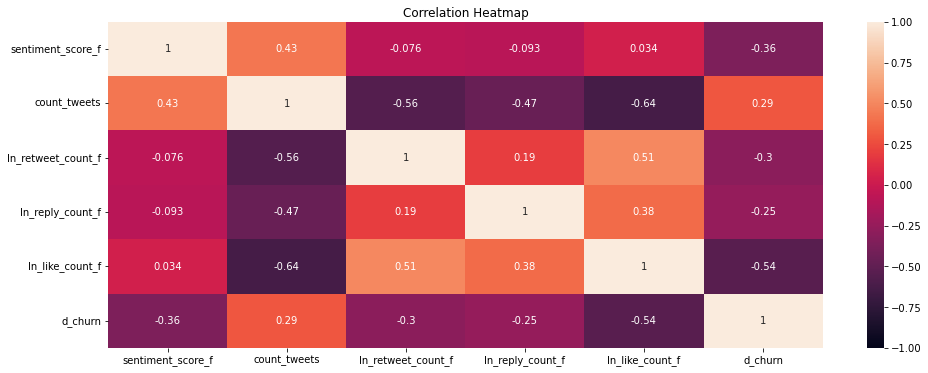 Correlation Heatmap
sentiment_score_f 1 0.43 -0.076 -0.093 0.034 -0.36
count_tweets 0.43 1 -0.56 -0.47 -0.64 0.29
ln_retweet_count_f -0.076 -0.56 1 0.19 0.51 -0.3
ln_reply_count_f -0.093 -0.47 0.19 1 0.38 -0.25
ln_like_count_f 0.034 -0.64 0.51 0.38 1 -0.54
d_churn -0.36 0.29 -0.3 -0.25 -0.54 1
sentiment_score_f count_tweets ln_retweet_count_f ln_reply_count_f ln_like_count_f d_churn
1.00
0.75
0.50
0.25
0.00
−0.25
−0.50
−0.75
−1.00